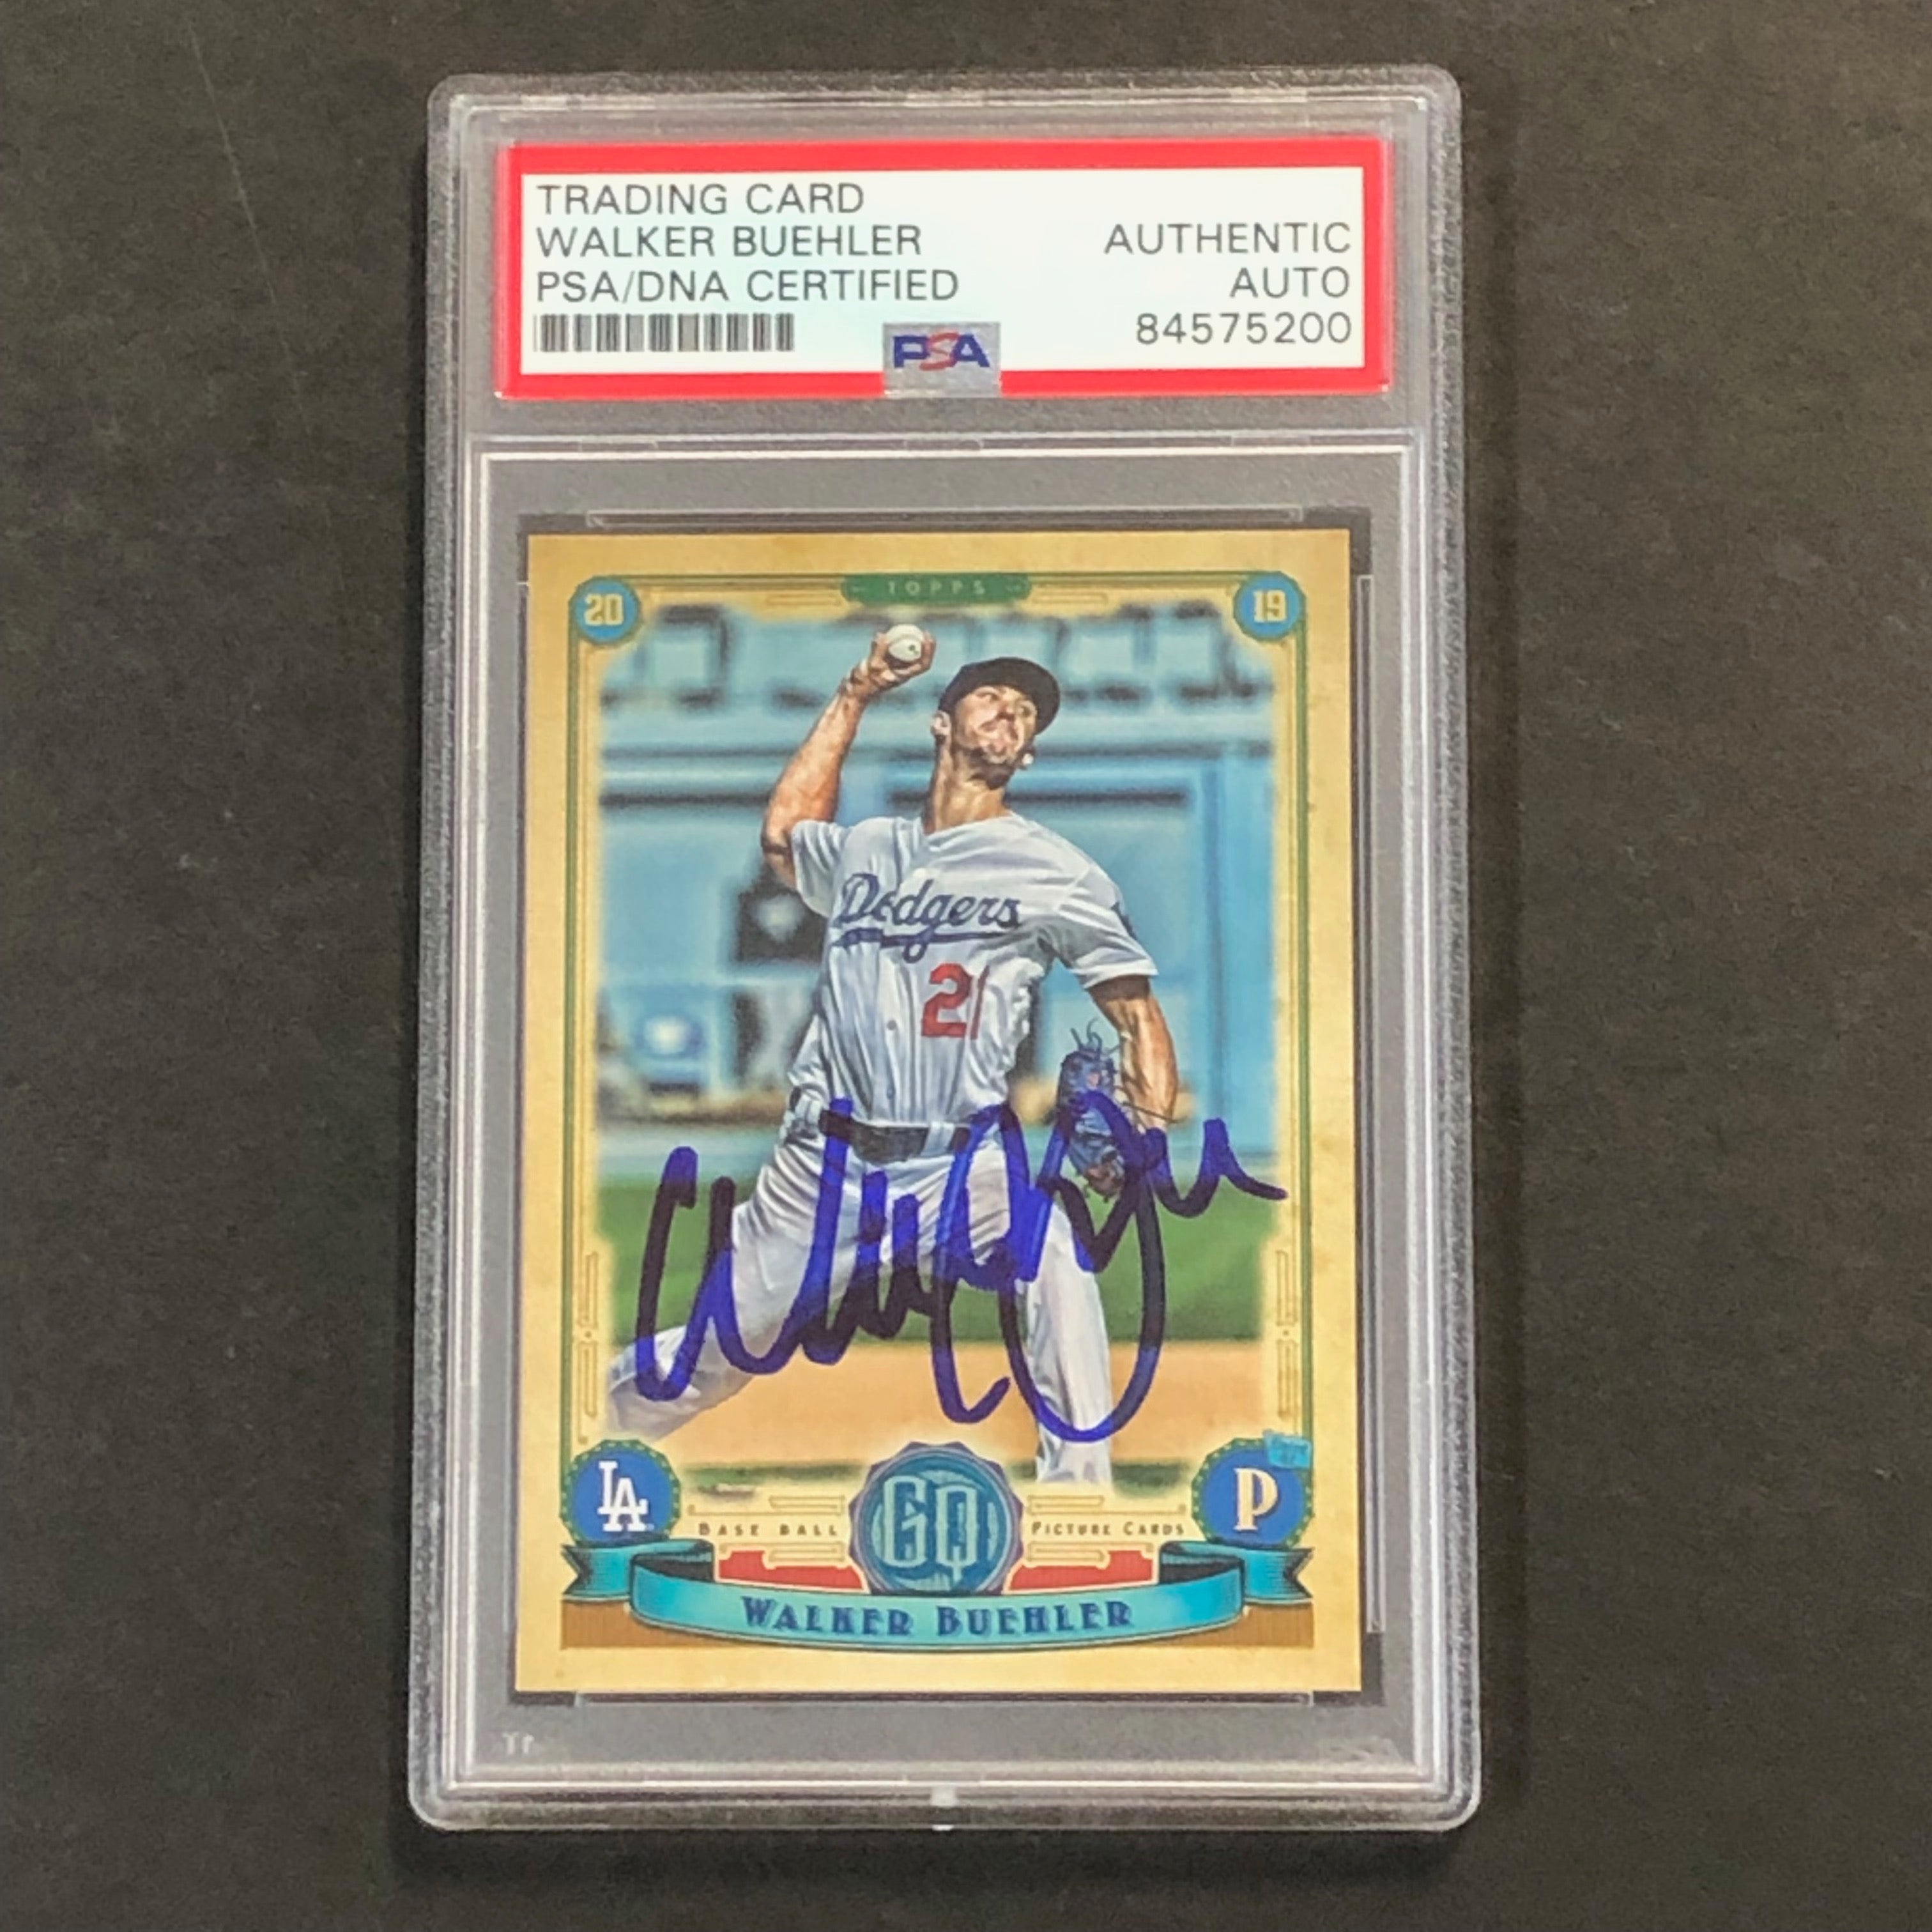 TRADING CARD
WALKER BUEHLER
PSA/DNA CERTIFIED
AUTHENTIC
AUTO
84575200
PSA
20
TOPPS
19
Dodgers
21
LA
BASE BALL
GQ
PICTURE CARDS
P
WALKER BUEHLER